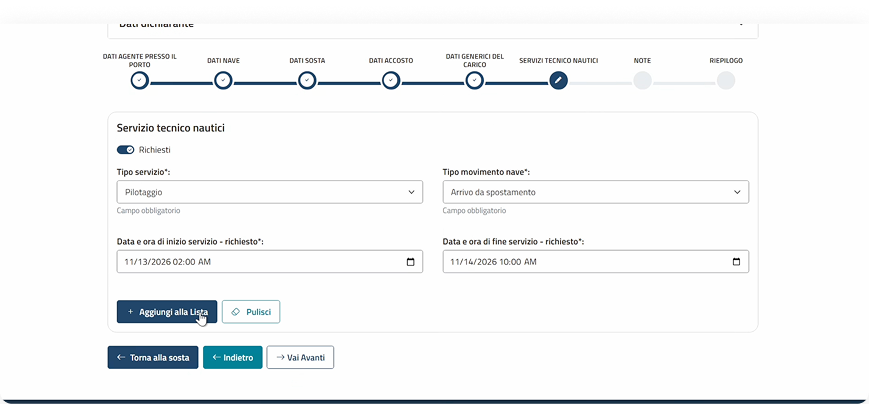 Dati dichiarante
DATI AGENTE PRESSO IL PORTO
DATI NAVE
DATI SOSTA
DATI ACCOSTO
DATI GENERICI DEL CARICO
SERVIZI TECNICO NAUTICI
NOTE
RIEPILOGO
Servizio tecnico nautici
Richiesti
Tipo servizio*:
Tipo movimento nave*:
Pilotaggio
Arrivo da spostamento
Campo obbligatorio
Campo obbligatorio
Data e ora di inizio servizio - richiesto*:
Data e ora di fine servizio - richiesto*:
11/13/2026 02:00 AM
11/14/2026 10:00 AM
+ Aggiungi alla Lista
Pulisci
← Torna alla sosta
← Indietro
→ Vai Avanti